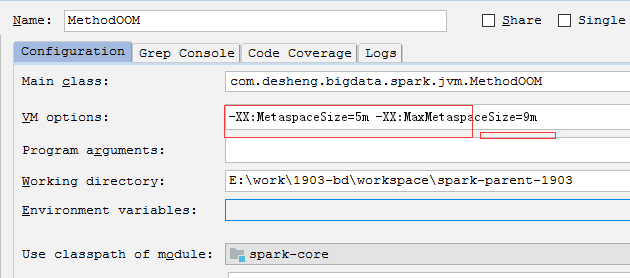 Name: MethodOOM Share Single
Configuration Grep Console Code Coverage Logs
Main class: com.desheng.bigdata.spark.jvm.MethodOOM
VM options: -XX:MetaspaceSize=5m -XX:MaxMetaspaceSize=9m
Program arguments:
Working directory: E:\work\1903-bd\workspace\spark-parent-1903
Environment variables:
Use classpath of module: spark-core